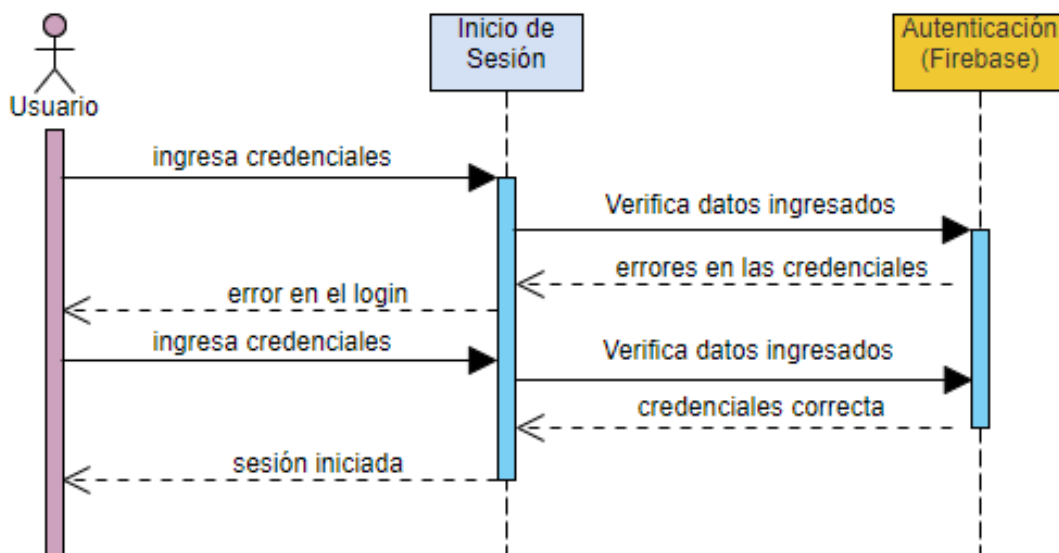 Inicio de
Sesión
Autenticación
(Firebase)
Usuario
ingresa credenciales
Verifica datos ingresados
errores en las credenciales
error en el login
ingresa credenciales
Verifica datos ingresados
credenciales correcta
sesión iniciada